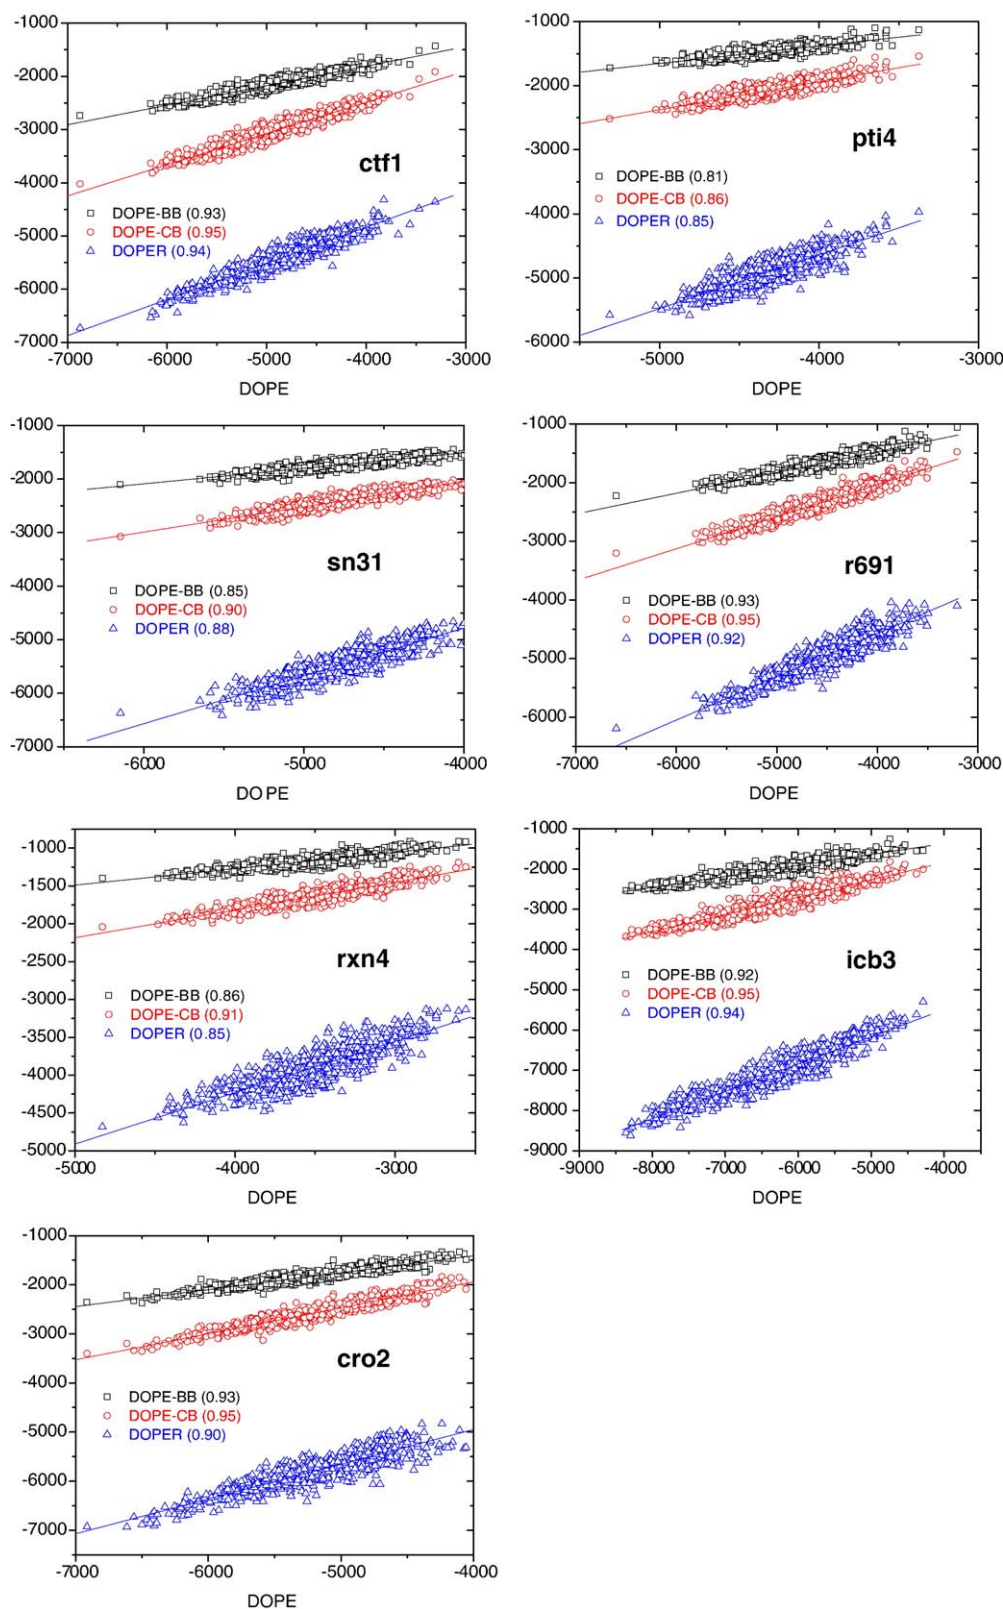 -1000
-2000
-3000
-4000
-5000
-6000
-7000
ctf1
DOPE-BB (0.93)
DOPE-CB (0.95)
DOPER (0.94)
-7000 -6000 -5000 -4000 -3000
DOPE
-1000
-2000
-3000
-4000
-5000
-6000
pti4
DOPE-BB (0.81)
DOPE-CB (0.86)
DOPER (0.85)
-5000 -4000 -3000
DOPE
-1000
-2000
-3000
-4000
-5000
-6000
-7000
sn31
DOPE-BB (0.85)
DOPE-CB (0.90)
DOPER (0.88)
-6000 -5000 -4000
DOPE
-1000
-2000
-3000
-4000
-5000
-6000
r691
DOPE-BB (0.93)
DOPE-CB (0.95)
DOPER (0.92)
-7000 -6000 -5000 -4000 -3000
DOPE
-1000
-1500
-2000
-2500
-3000
-3500
-4000
-4500
-5000
rxn4
DOPE-BB (0.86)
DOPE-CB (0.91)
DOPER (0.85)
-5000 -4000 -3000
DOPE
-1000
-2000
-3000
-4000
-5000
-6000
-7000
-8000
-9000
icb3
DOPE-BB (0.92)
DOPE-CB (0.95)
DOPER (0.94)
-9000 -8000 -7000 -6000 -5000 -4000
DOPE
-1000
-2000
-3000
-4000
-5000
-6000
-7000
cro2
DOPE-BB (0.93)
DOPE-CB (0.95)
DOPER (0.90)
-7000 -6000 -5000 -4000
DOPE